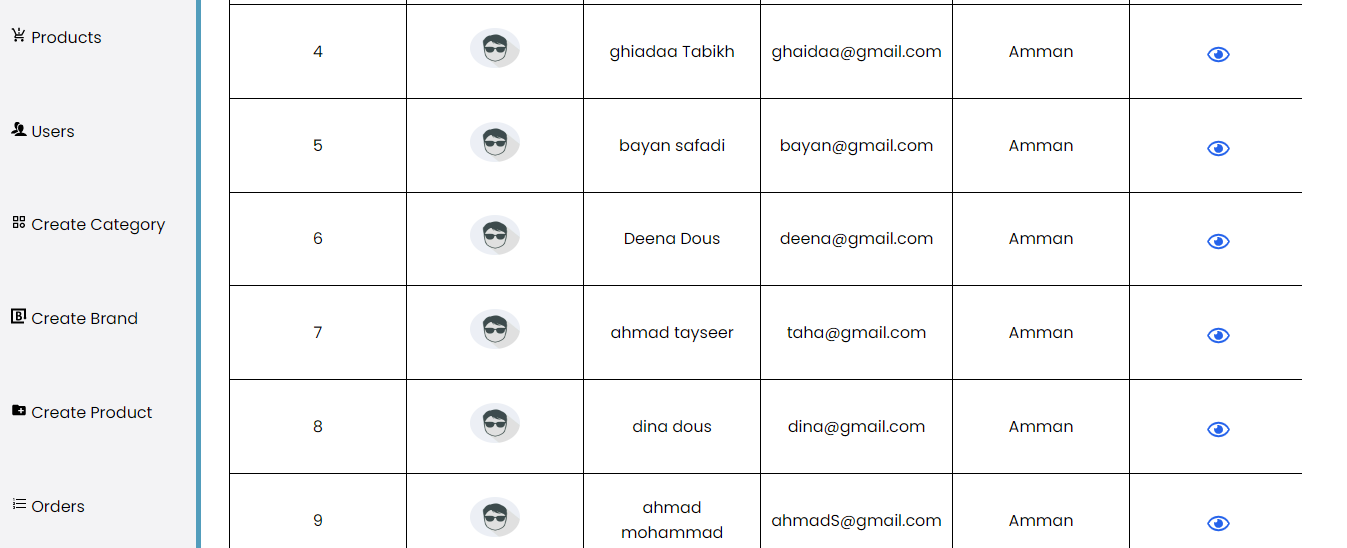 Products
Users
Create Category
Create Brand
Create Product
Orders
4 ghiadaa Tabikh ghaidaa@gmail.com Amman
5 bayan safadi bayan@gmail.com Amman
6 Deena Dous deena@gmail.com Amman
7 ahmad tayseer taha@gmail.com Amman
8 dina dous dina@gmail.com Amman
9 ahmad mohammad ahmadS@gmail.com Amman